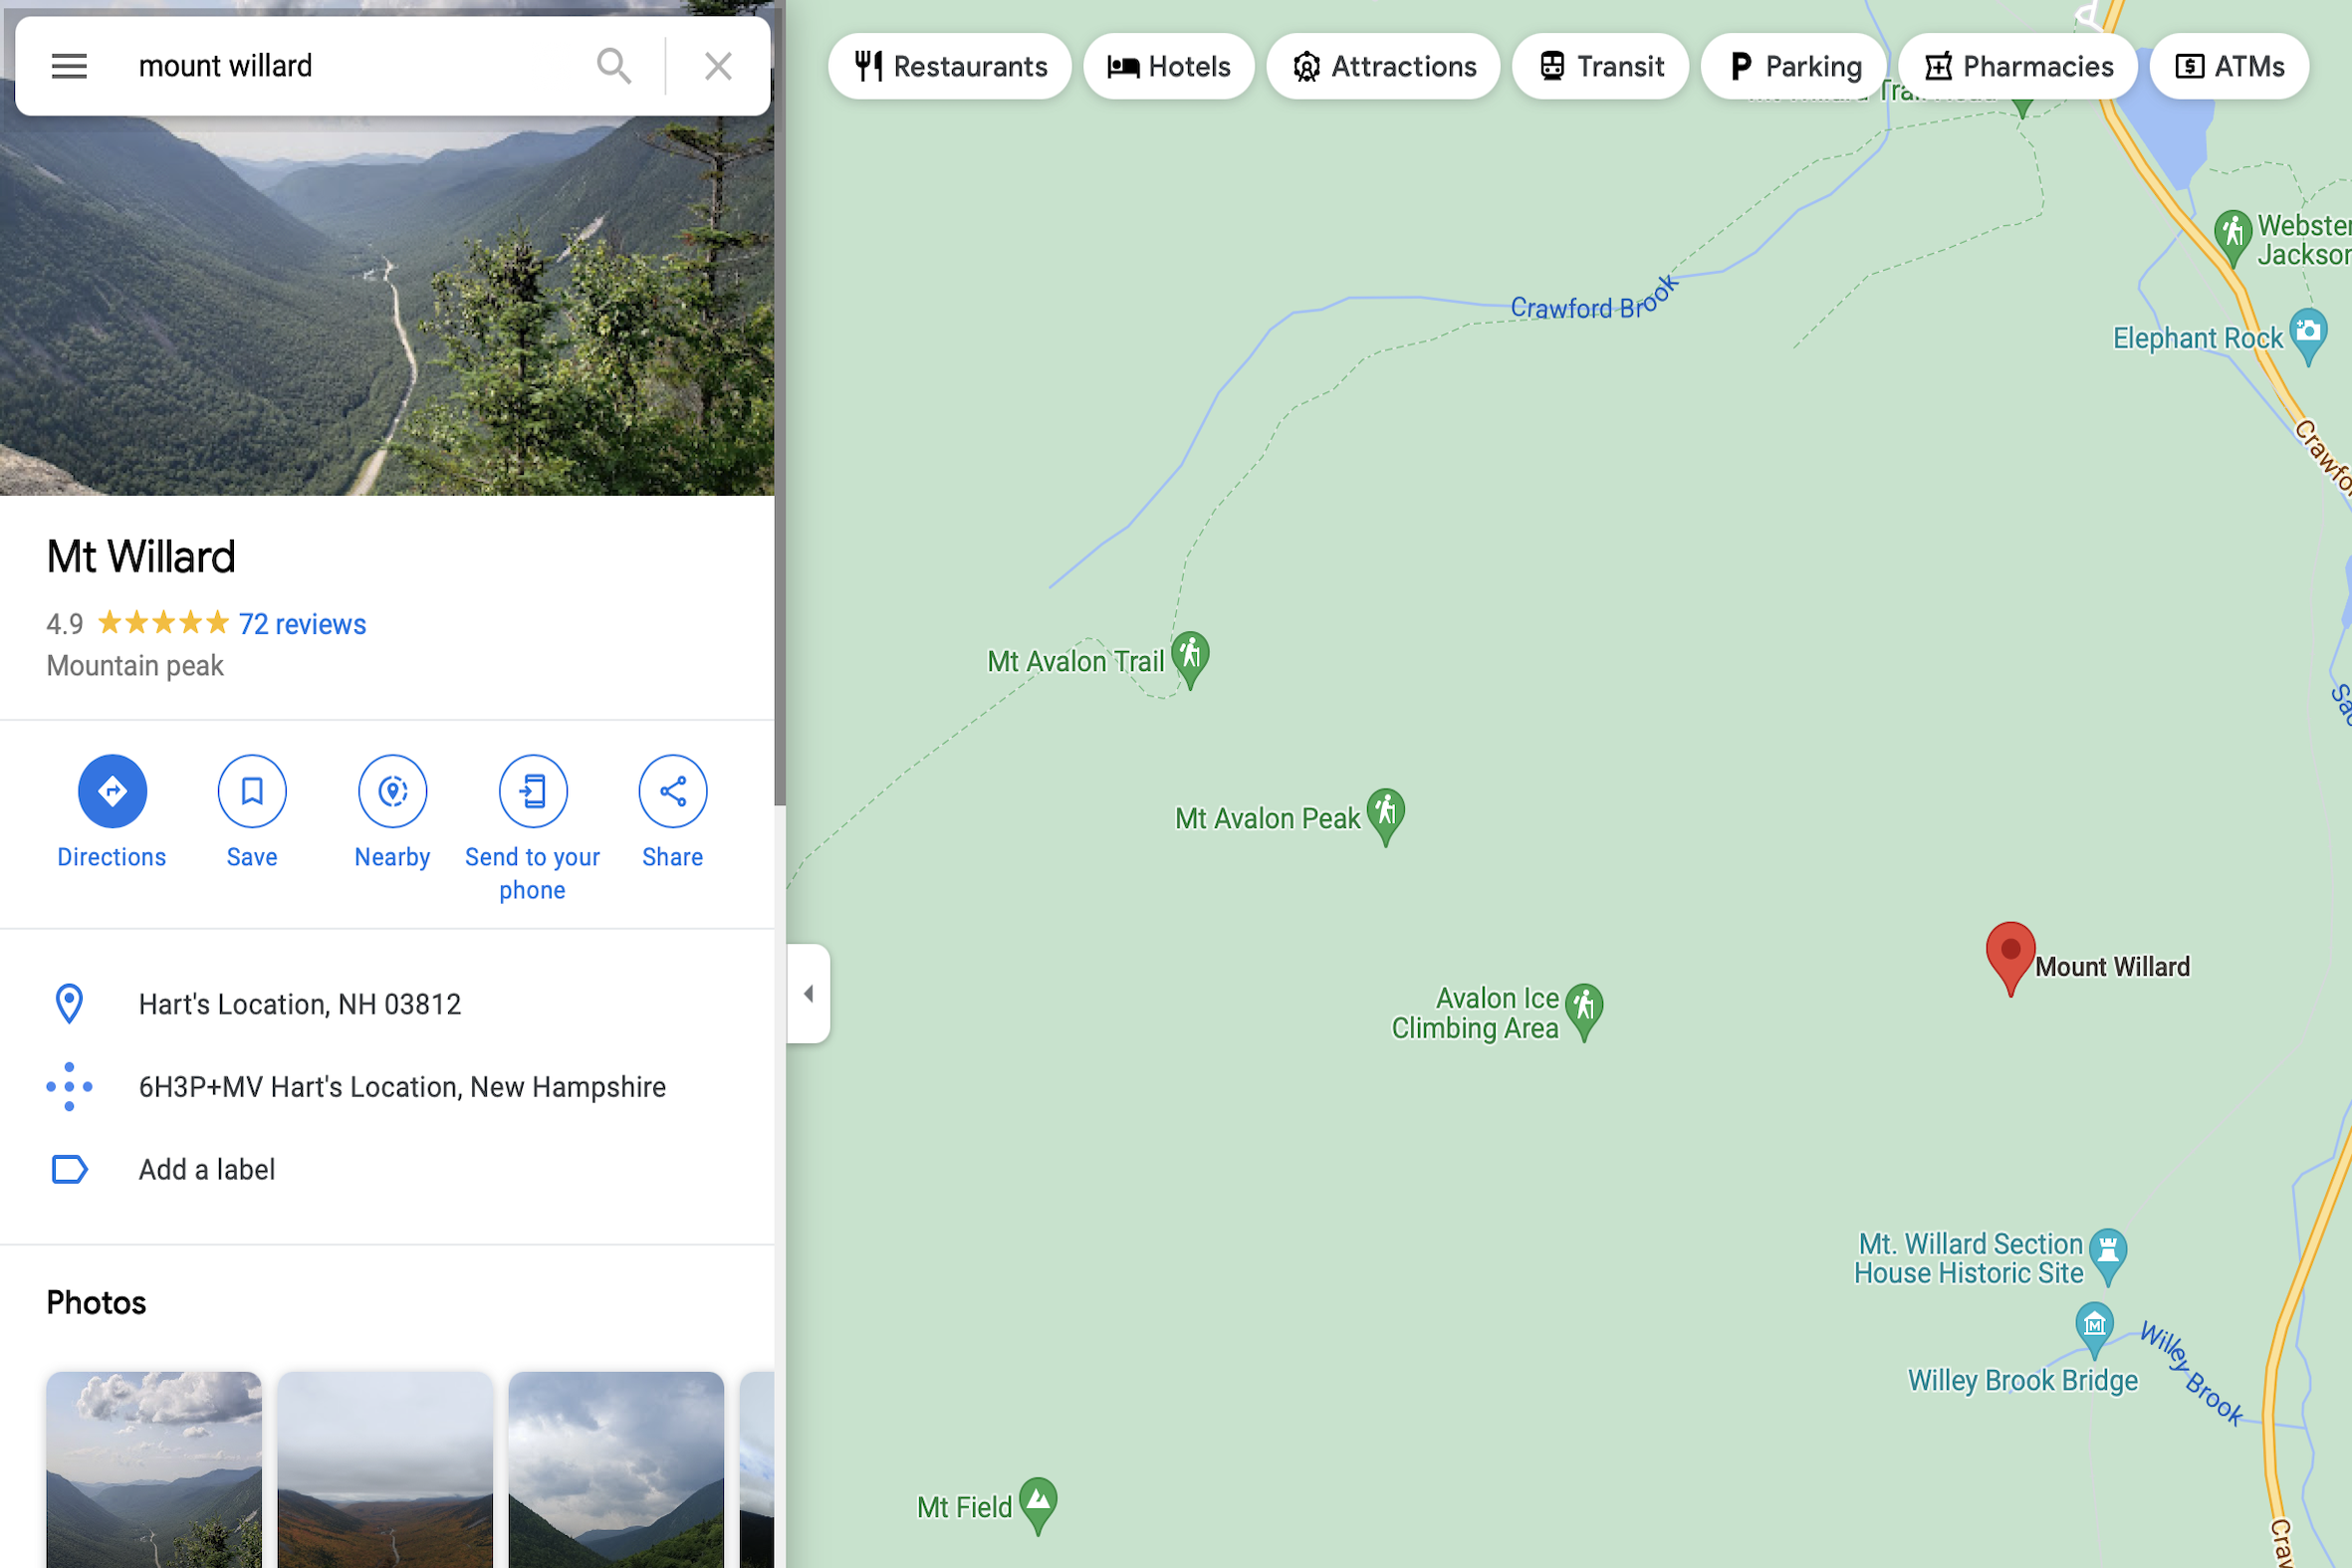 mount willard
Restaurants
Hotels
Attractions
Transit
Parking
Pharmacies
ATMs
Mt Willard
4.9
72 reviews
Mountain peak
Directions
Save
Nearby
Send to your
phone
Share
Hart's Location, NH 03812
6H3P+MV Hart's Location, New Hampshire
Add a label
Photos
Webster
Jackson
Crawford Brook
Elephant Rock
Crawfo
Mt Avalon Trail
Sac
Mt Avalon Peak
Mount Willard
Avalon Ice
Climbing Area
Mt. Willard Section
House Historic Site
Willey Brook
Willey Brook Bridge
Mt Field
Craw